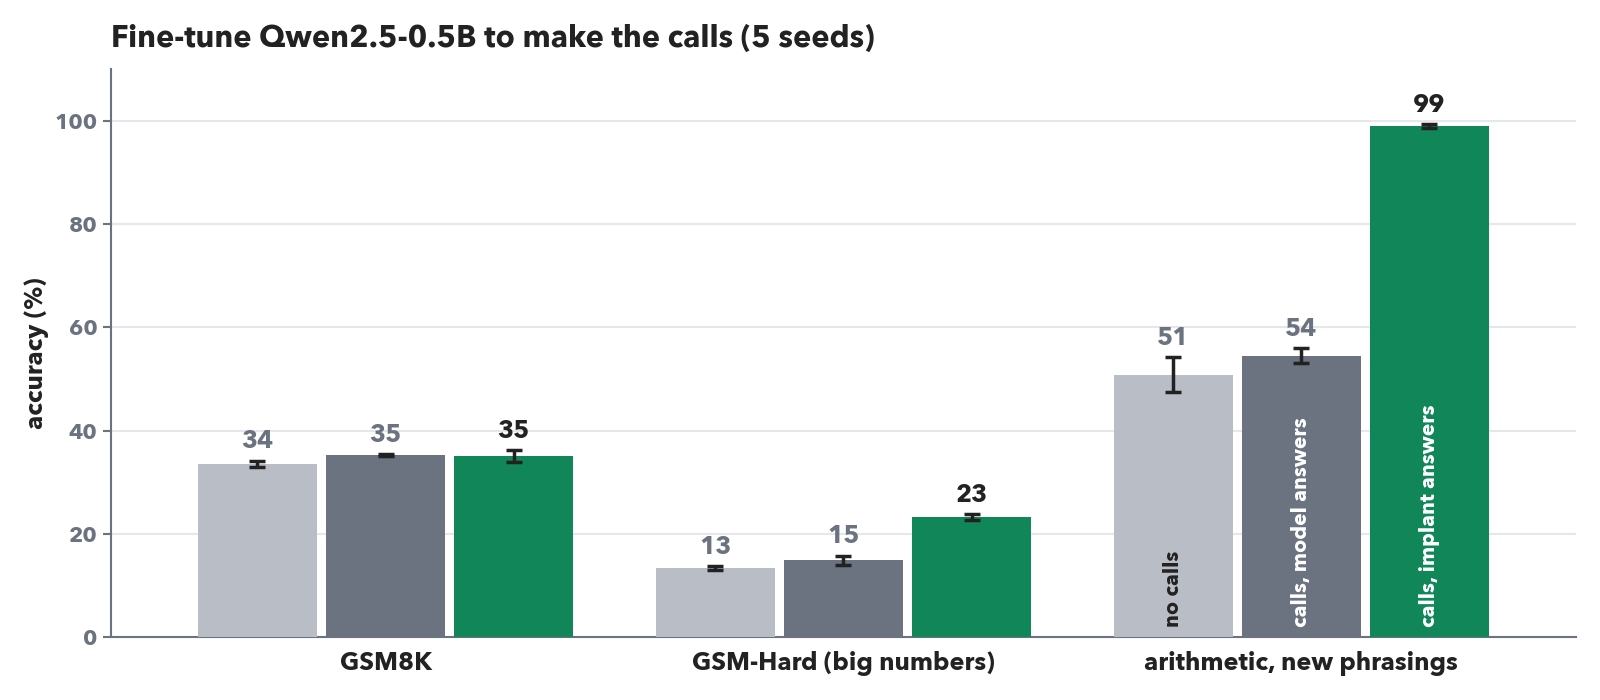 Fine-tune Qwen2.5-0.5B to make the calls (5 seeds)
accuracy (%)
100
80
60
40
20
0
34
35
35
13
15
23
51
54
99
no calls
calls, model answers
calls, implant answers
GSM8K
GSM-Hard (big numbers)
arithmetic, new phrasings